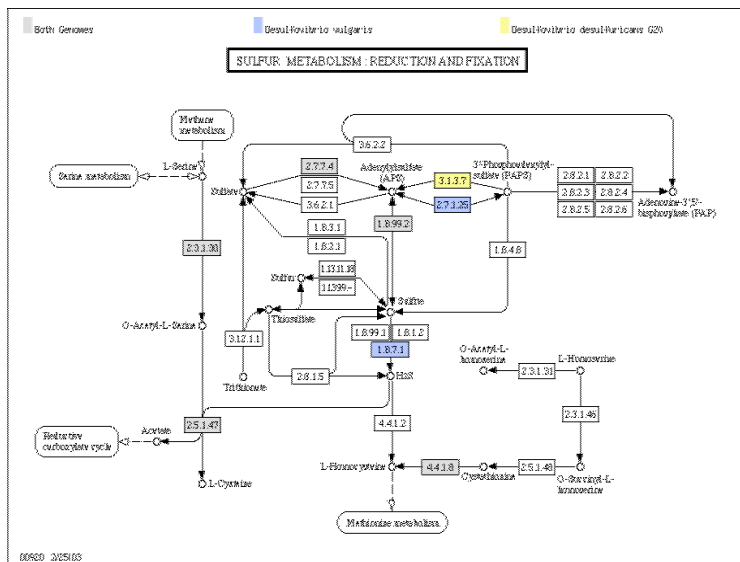 Both Genomes
Desulfovibrio vulgaris
Desulfovibrio desulfuricans G20
SULFUR METABOLISM : REDUCTION AND FIXATION
Methane
metabolism
L-Serine
Serine metabolism
Sulfate
3.6.2.2
2.7.7.4
2.7.7.5
3.6.2.1
Adenylylsulfate
(APS)
3.1.3.7
2.7.1.25
3'-Phosphoadenylyl-
sulfate (PAPS)
2.8.2.1
2.8.2.2
2.8.2.3
2.8.2.4
2.8.2.5
2.8.2.6
Adenosine-3',5'-
bisphosphate (PAP)
1.8.3.1
1.8.2.1
1.8.99.2
1.8.4.8
2.3.1.30
Sulfur
1.13.11.18
1.13.99.-
Sulfite
Thiosulfate
O-Acetyl-L-Serine
3.12.1.1
1.8.99.1
1.8.1.2
1.8.7.1
Trithionate
2.8.1.5
H2S
O-Acetyl-L-
homoserine
L-Homoserine
2.3.1.31
2.3.1.46
2.5.1.47
4.4.1.2
Acetate
Reductive
carboxylate cycle
L-Cysteine
L-Homocysteine
4.4.1.8
Cystathionine
2.5.1.48
O-Succinyl-L-
homoserine
Methionine metabolism
00920 2/25/03